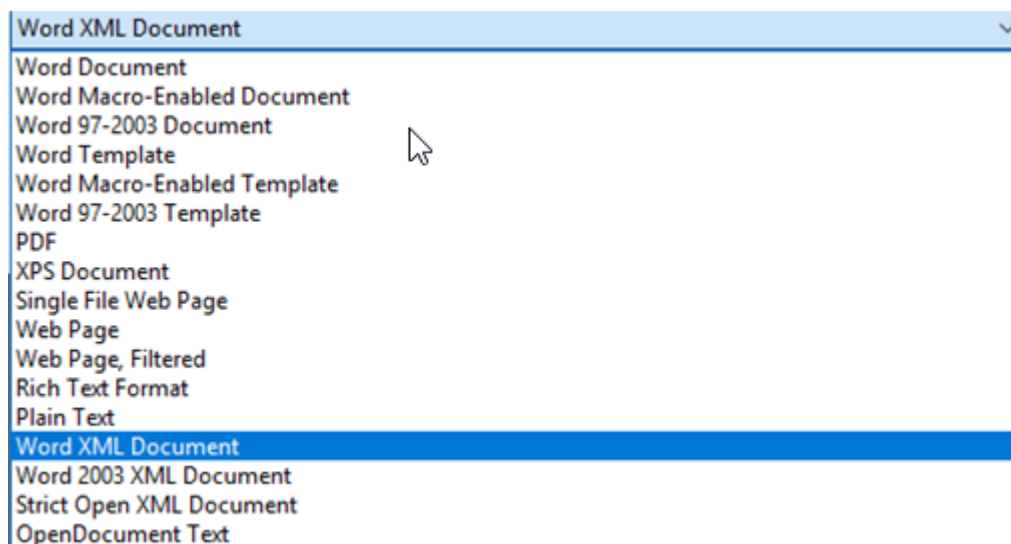 Word XML Document
Word Document
Word Macro-Enabled Document
Word 97-2003 Document
Word Template
Word Macro-Enabled Template
Word 97-2003 Template
PDF
XPS Document
Single File Web Page
Web Page
Web Page, Filtered
Rich Text Format
Plain Text
Word XML Document
Word 2003 XML Document
Strict Open XML Document
OpenDocument Text